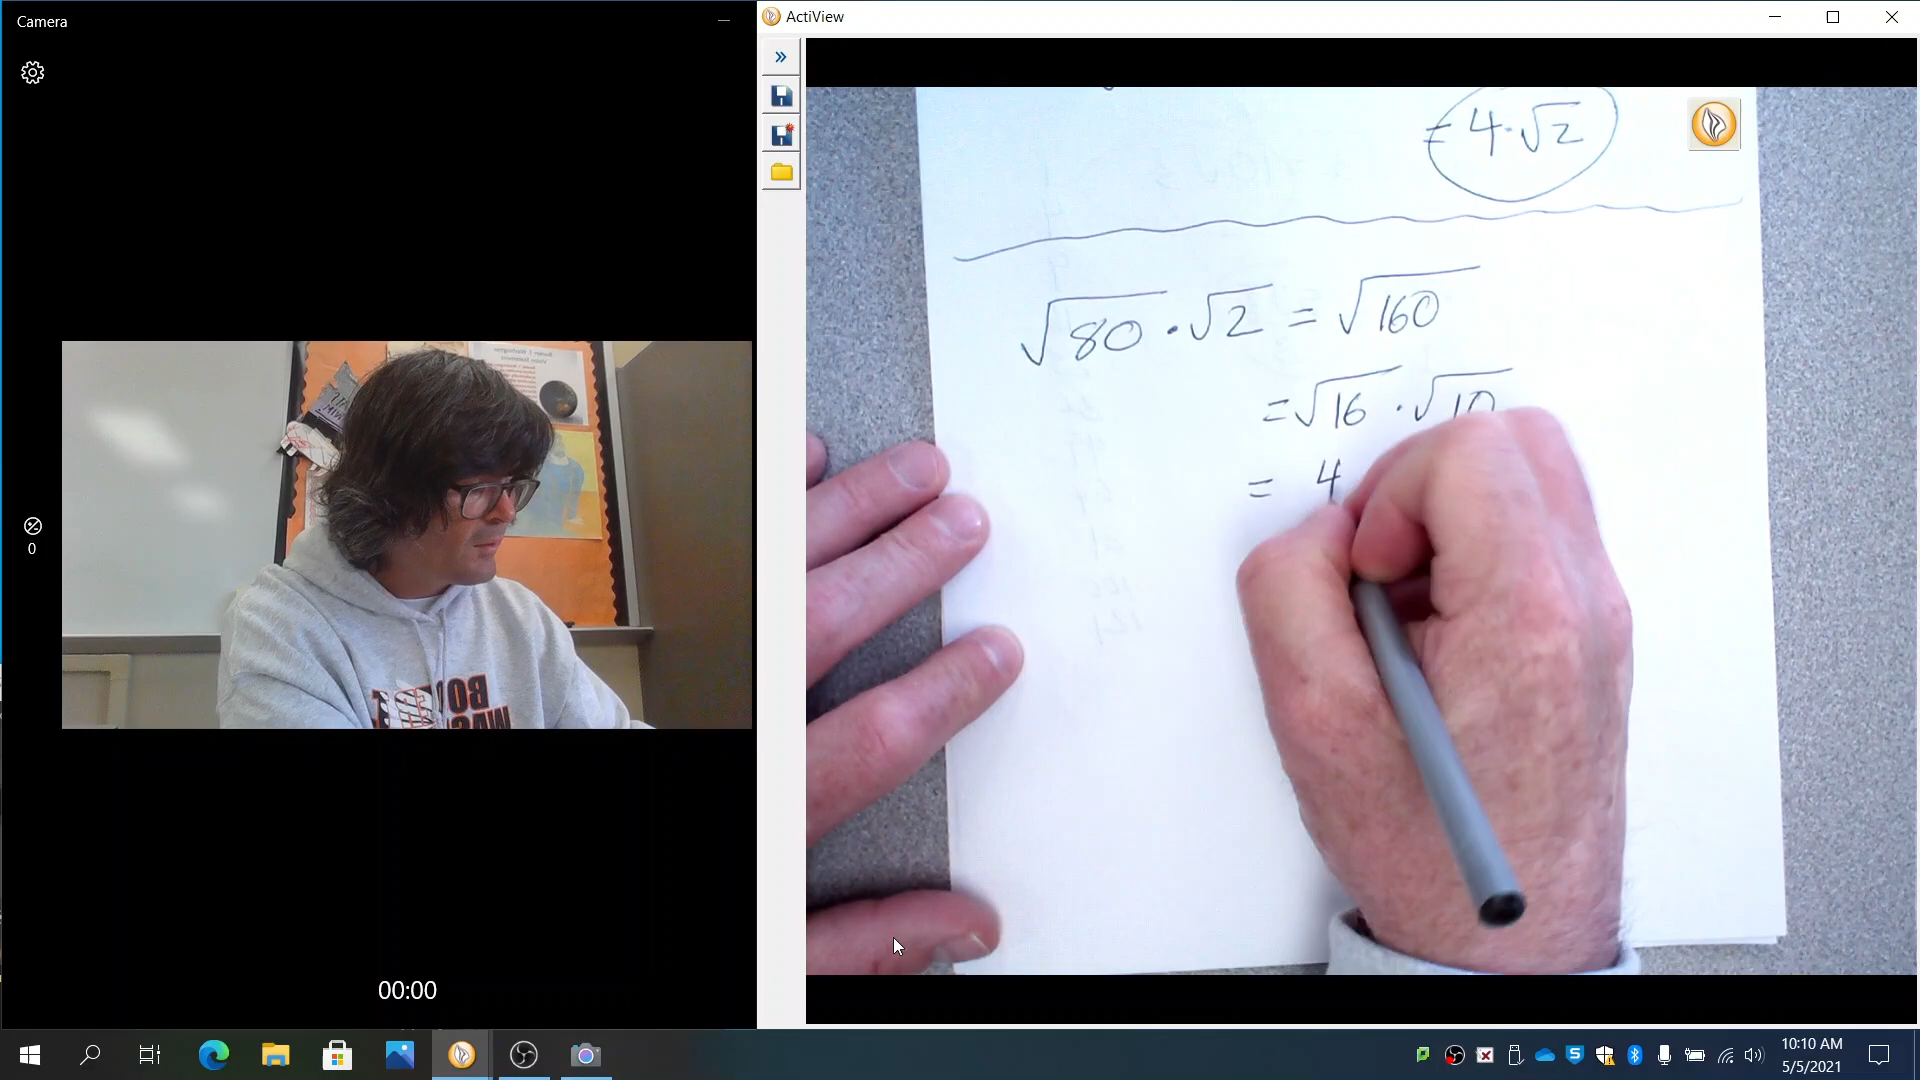 Camera
ActiView
= 4·√2
√80 · √2 = √160
= √16 · √10
= 4
0
00:00
10:10 AM
5/5/2021